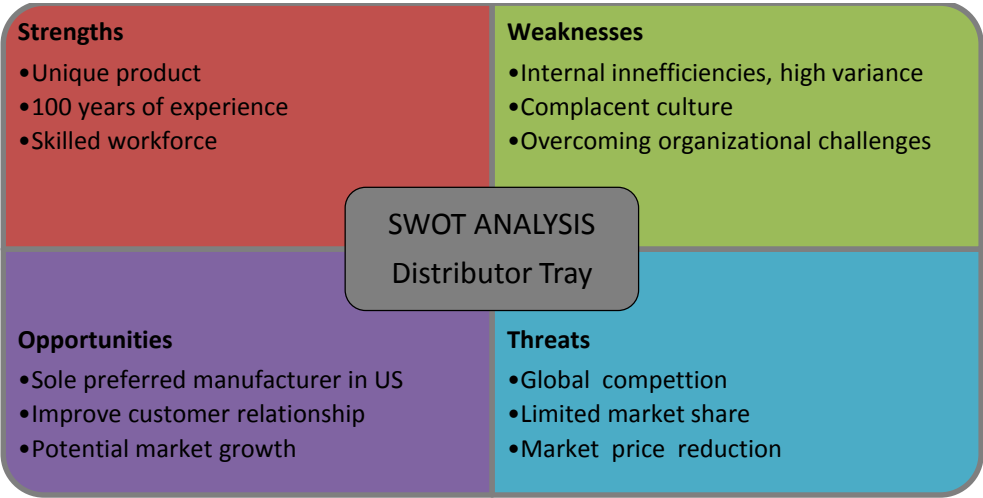 Strengths
•Unique product
•100 years of experience
•Skilled workforce
Weaknesses
•Internal innefficiencies, high variance
•Complacent culture
•Overcoming organizational challenges
SWOT ANALYSIS
Distributor Tray
Opportunities
•Sole preferred manufacturer in US
•Improve customer relationship
•Potential market growth
Threats
•Global compettion
•Limited market share
•Market price reduction